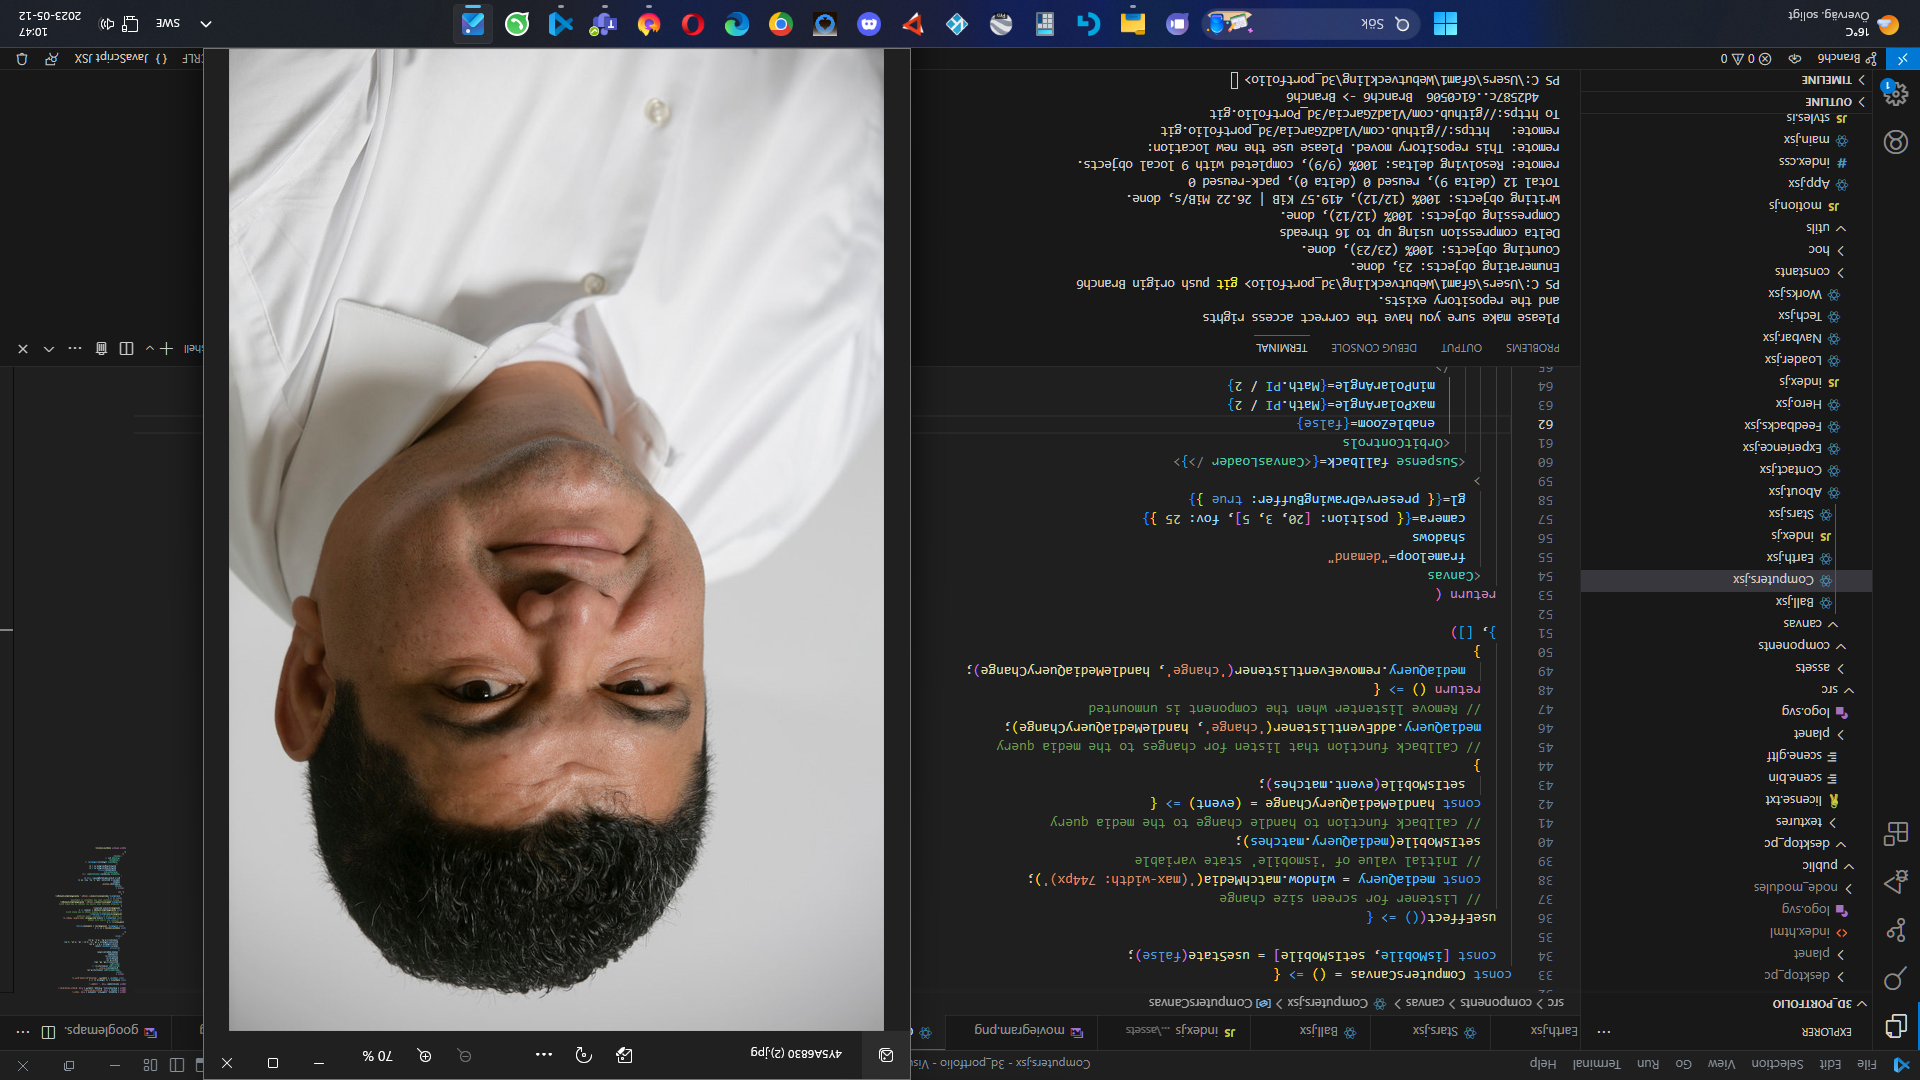 File Edit Selection View Go Run Terminal Help
Computers.jsx - 3d_portfolio - Visu
EXPLORER
3D_PORTFOLIO
desktop_pc
planet
index.html
logo.svg
node_modules
public
desktop_pc
textures
license.txt
scene.bin
scene.gltf
planet
logo.svg
src
assets
components
canvas
Ball.jsx
Computers.jsx
Earth.jsx
index.js
Stars.jsx
About.jsx
Contact.jsx
Experience.jsx
Feedbacks.jsx
Hero.jsx
index.js
Loader.jsx
Navbar.jsx
Tech.jsx
Works.jsx
constants
hoc
utils
motion.js
App.jsx
index.css
main.jsx
styles.js
OUTLINE
TIMELINE
Earth.jsx
Stars.jsx
Ball.jsx
index.js ...\assets
moviegram.png
googlemaps.
src > components > canvas > Computers.jsx > ComputersCanvas
33 const ComputersCanvas = () => {
34 const [isMobile, setIsMobile] = useState(false);
35
36 useEffect(() => {
37 // Listener for screen size change
38 const mediaQuery = window.matchMedia('(max-width: 744px)');
39 // Initial value of 'ismobile' state variable
40 setIsMobile(mediaQuery.matches);
41 // callback function to handle change to the media query
42 const handleMediaQueryChange = (event) => {
43 setIsMobile(event.matches);
44 }
45 // Callback function that listen for changes to the media query
46 mediaQuery.addEventListener('change', handleMediaQueryChange);
47 // Remove listenter when the component is unmounted
48 return () => {
49 mediaQuery.removeEventListener('change', handleMediaQueryChange);
50 }
51 }, [])
52
53 return (
54 <Canvas
55 frameloop="demand"
56 shadows
57 camera={{ position: [20, 3, 5], fov: 25 }}
58 gl={{ preserveDrawingBuffer: true }}
59 >
60 <Suspense fallback={<CanvasLoader />}>
61 <OrbitControls
62 enableZoom={false}
63 maxPolarAngle={Math.PI / 2}
64 minPolarAngle={Math.PI / 2}
65 />
PROBLEMS OUTPUT DEBUG CONSOLE TERMINAL
Please make sure you have the correct access rights
and the repository exists.
PS C:\Users\Gfam1\Webutveckling\3d_portfolio> git push origin Branch6
Enumerating objects: 23, done.
Counting objects: 100% (23/23), done.
Delta compression using up to 16 threads
Compressing objects: 100% (12/12), done.
Writing objects: 100% (12/12), 419.57 KiB | 26.22 MiB/s, done.
Total 12 (delta 9), reused 0 (delta 0), pack-reused 0
remote: Resolving deltas: 100% (9/9), completed with 9 local objects.
remote: This repository moved. Please use the new location:
remote:   https://github.com/VladZGarcia/3d_portfolio.git
To https://github.com/VladZGarcia/3d_Portfolio.git
4d2587c..61c0506  Branch6 -> Branch6
PS C:\Users\Gfam1\Webutveckling\3d_portfolio>
4Y5A6830 (2).jpg
70 %
Branch6
0 0
CRLF
{ } JavaScript JSX
16°C
Överväg. soligt
Sök
SWE
10:47
2023-05-12